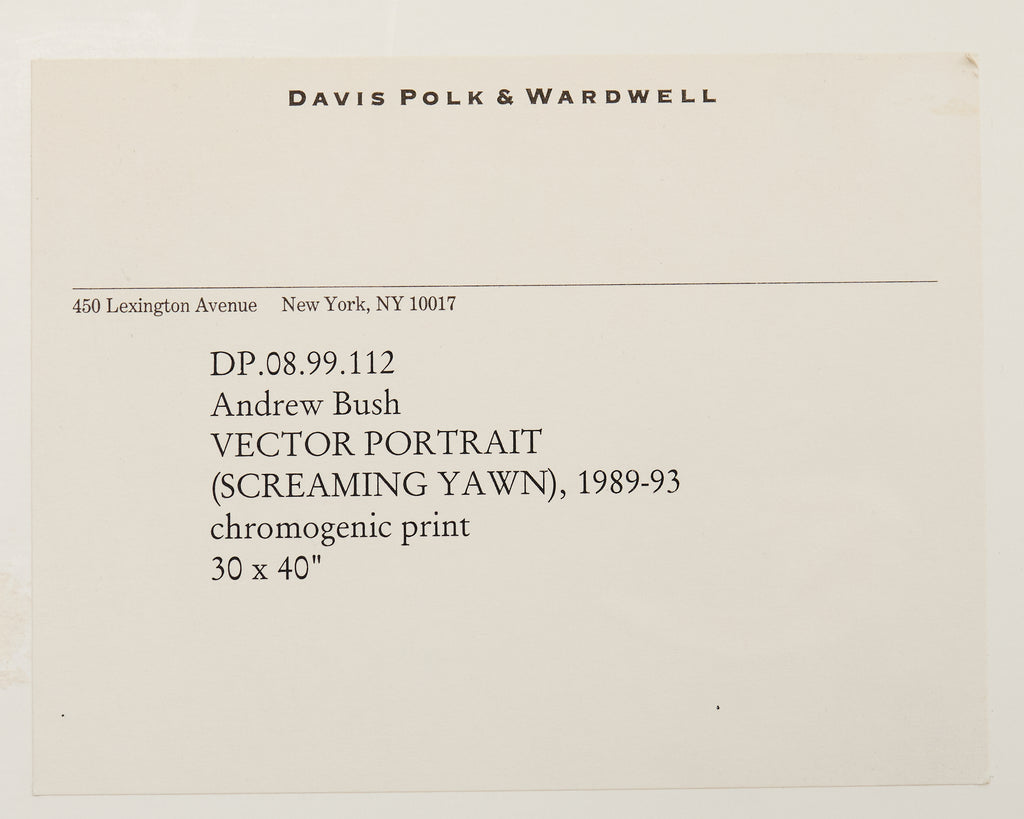 DAVIS POLK & WARDWELL
450 Lexington Avenue New York, NY 10017
DP.08.99.112
Andrew Bush
VECTOR PORTRAIT
(SCREAMING YAWN), 1989-93
chromogenic print
30 x 40"